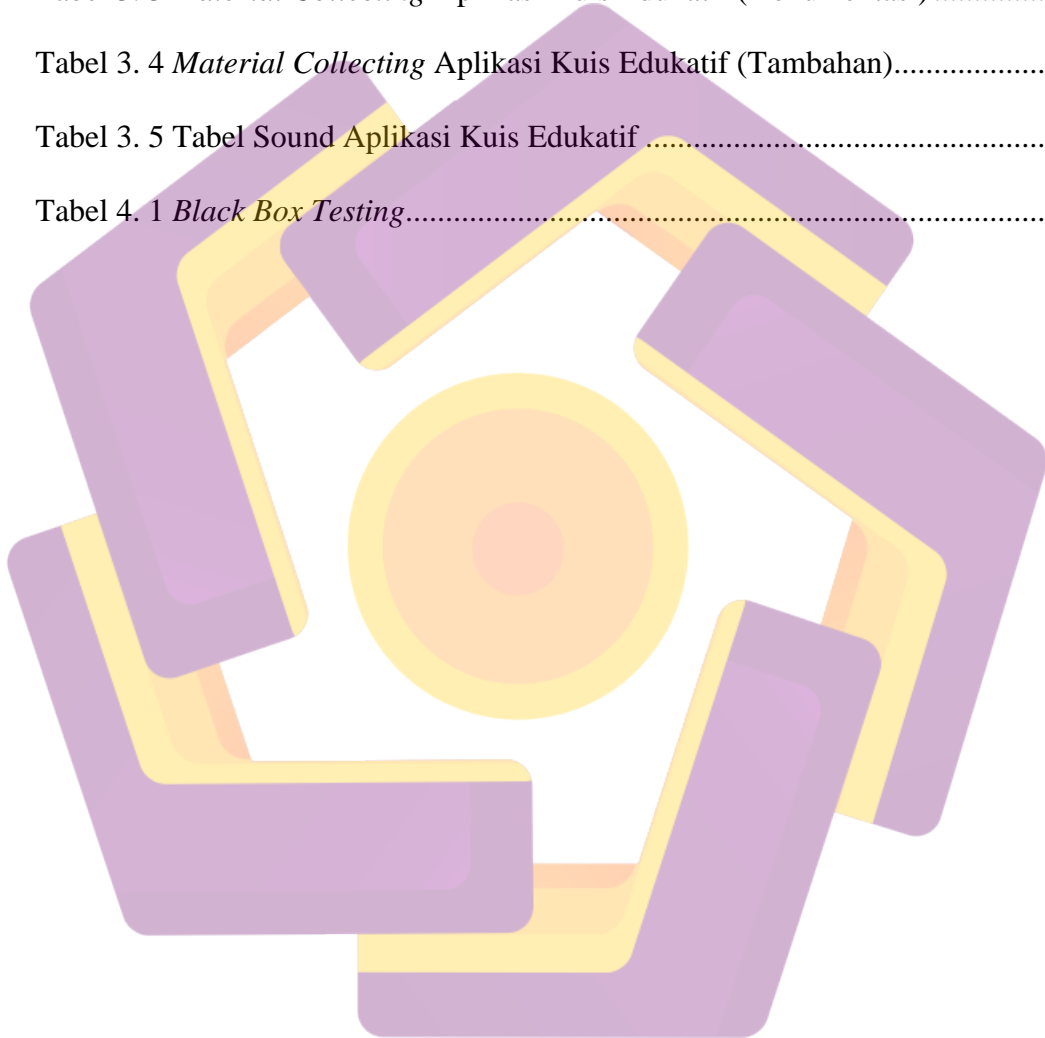 Tabel 3. 4 Material Collecting Aplikasi Kuis Edukatif (Tambahan)..................
Tabel 3. 5 Tabel Sound Aplikasi Kuis Edukatif ..........................................
Tabel 4. 1 Black Box Testing...................................................................